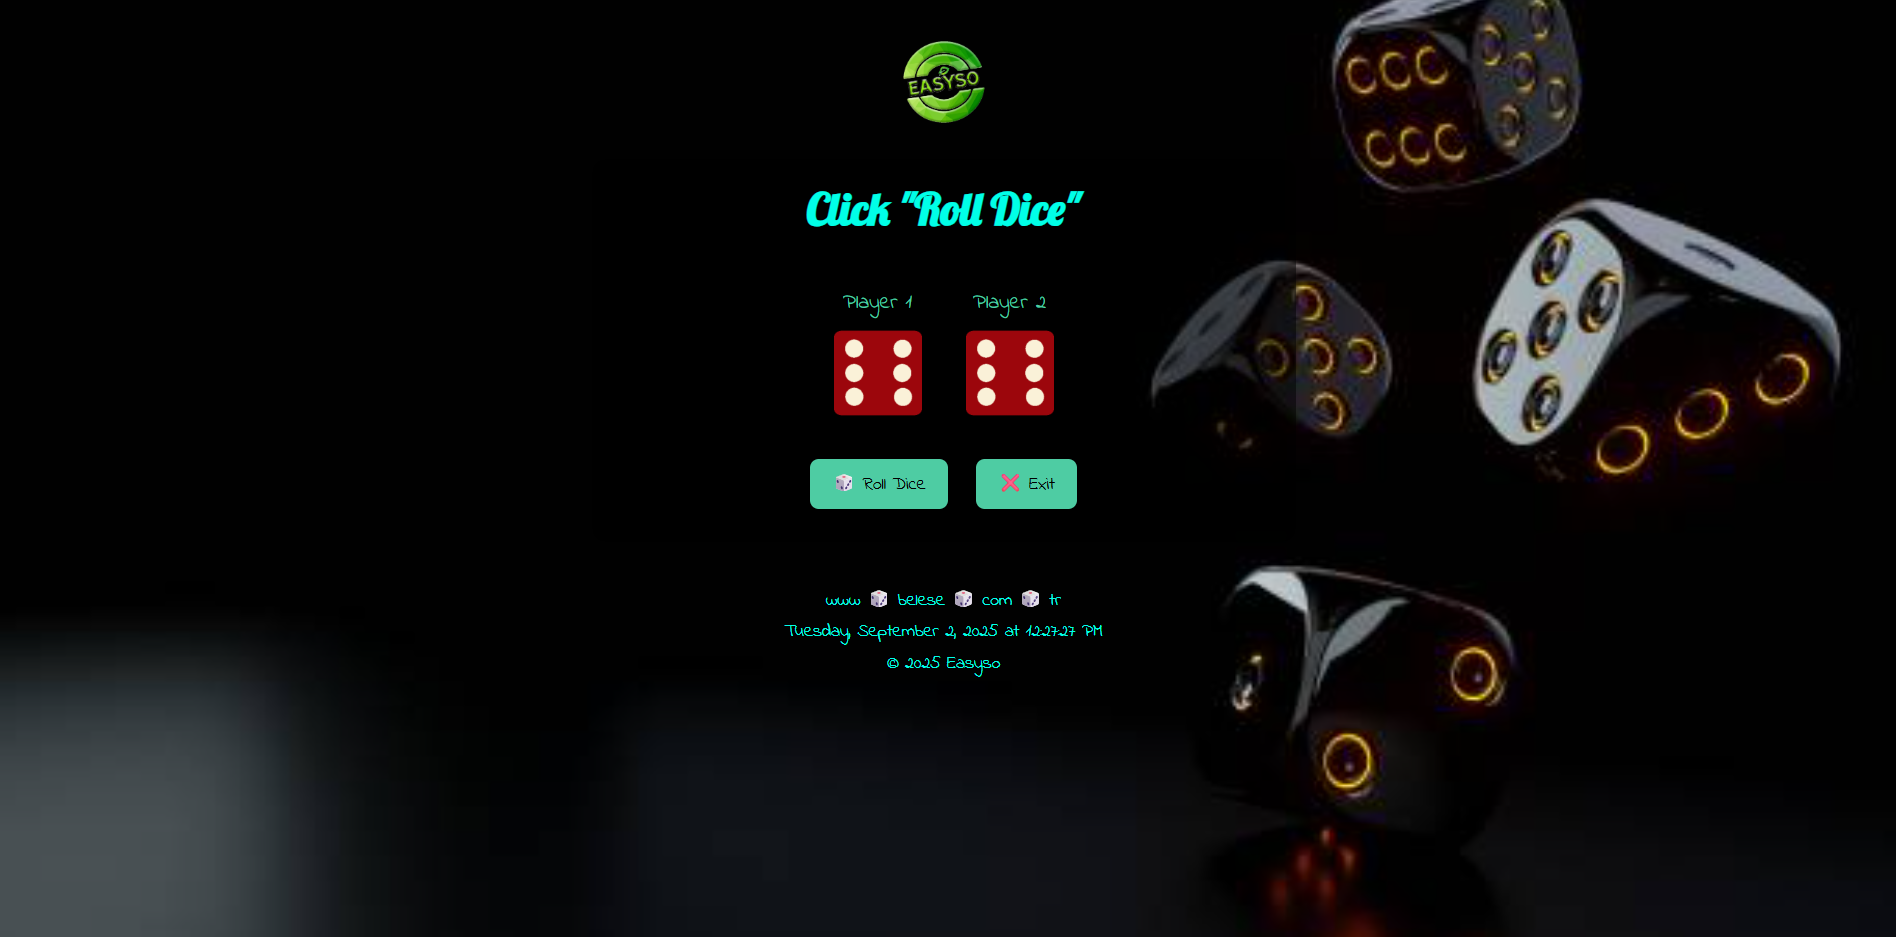 EASYSO
Click "Roll Dice"
Player 1 Player 2
Roll Dice Exit
www belese com tr
Tuesday, September 2, 2025 at 12:27:27 PM
© 2025 Easyso